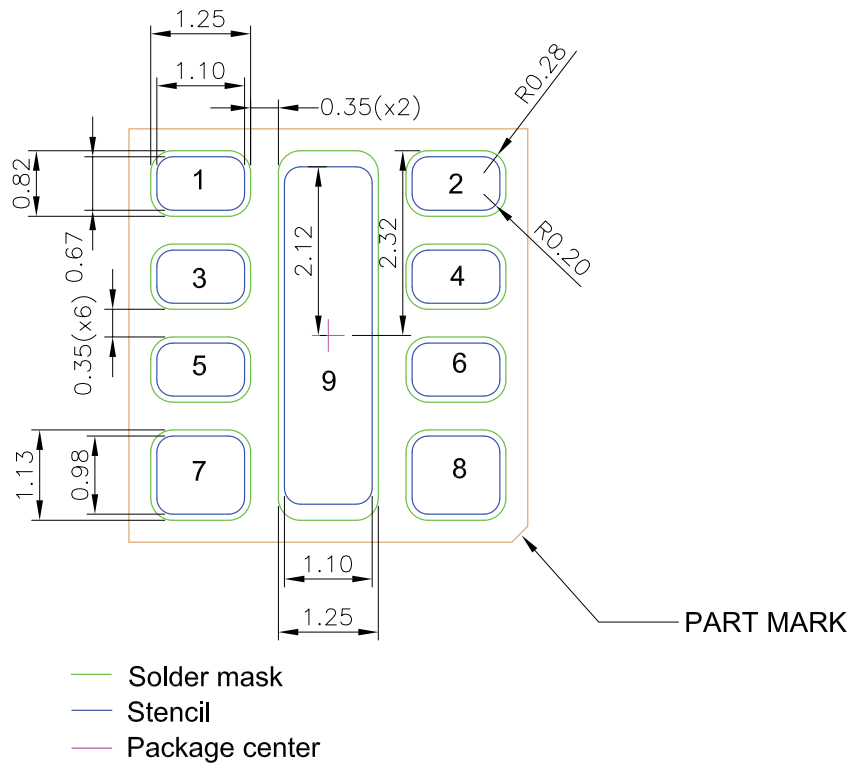 1.25
1.10
0.35(x2)
R0.28
0.82
0.67
1
2
2.12
2.32
R0.20
3
4
0.35(x6)
5
9
6
1.13
0.98
7
8
1.10
1.25
PART MARK
Solder mask
Stencil
Package center